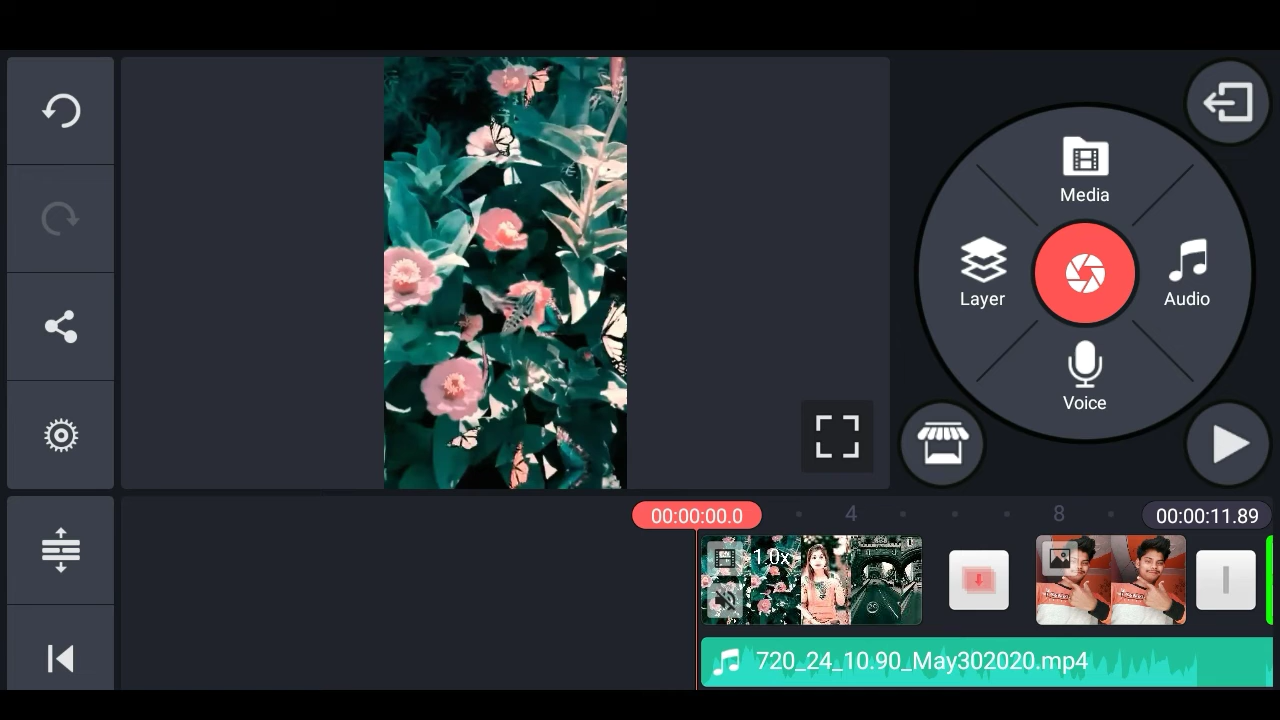 Media
Layer
Audio
Voice
00:00:00.0
4
8
00:00:11.89
1.0x
720_24_10.90_May302020.mp4